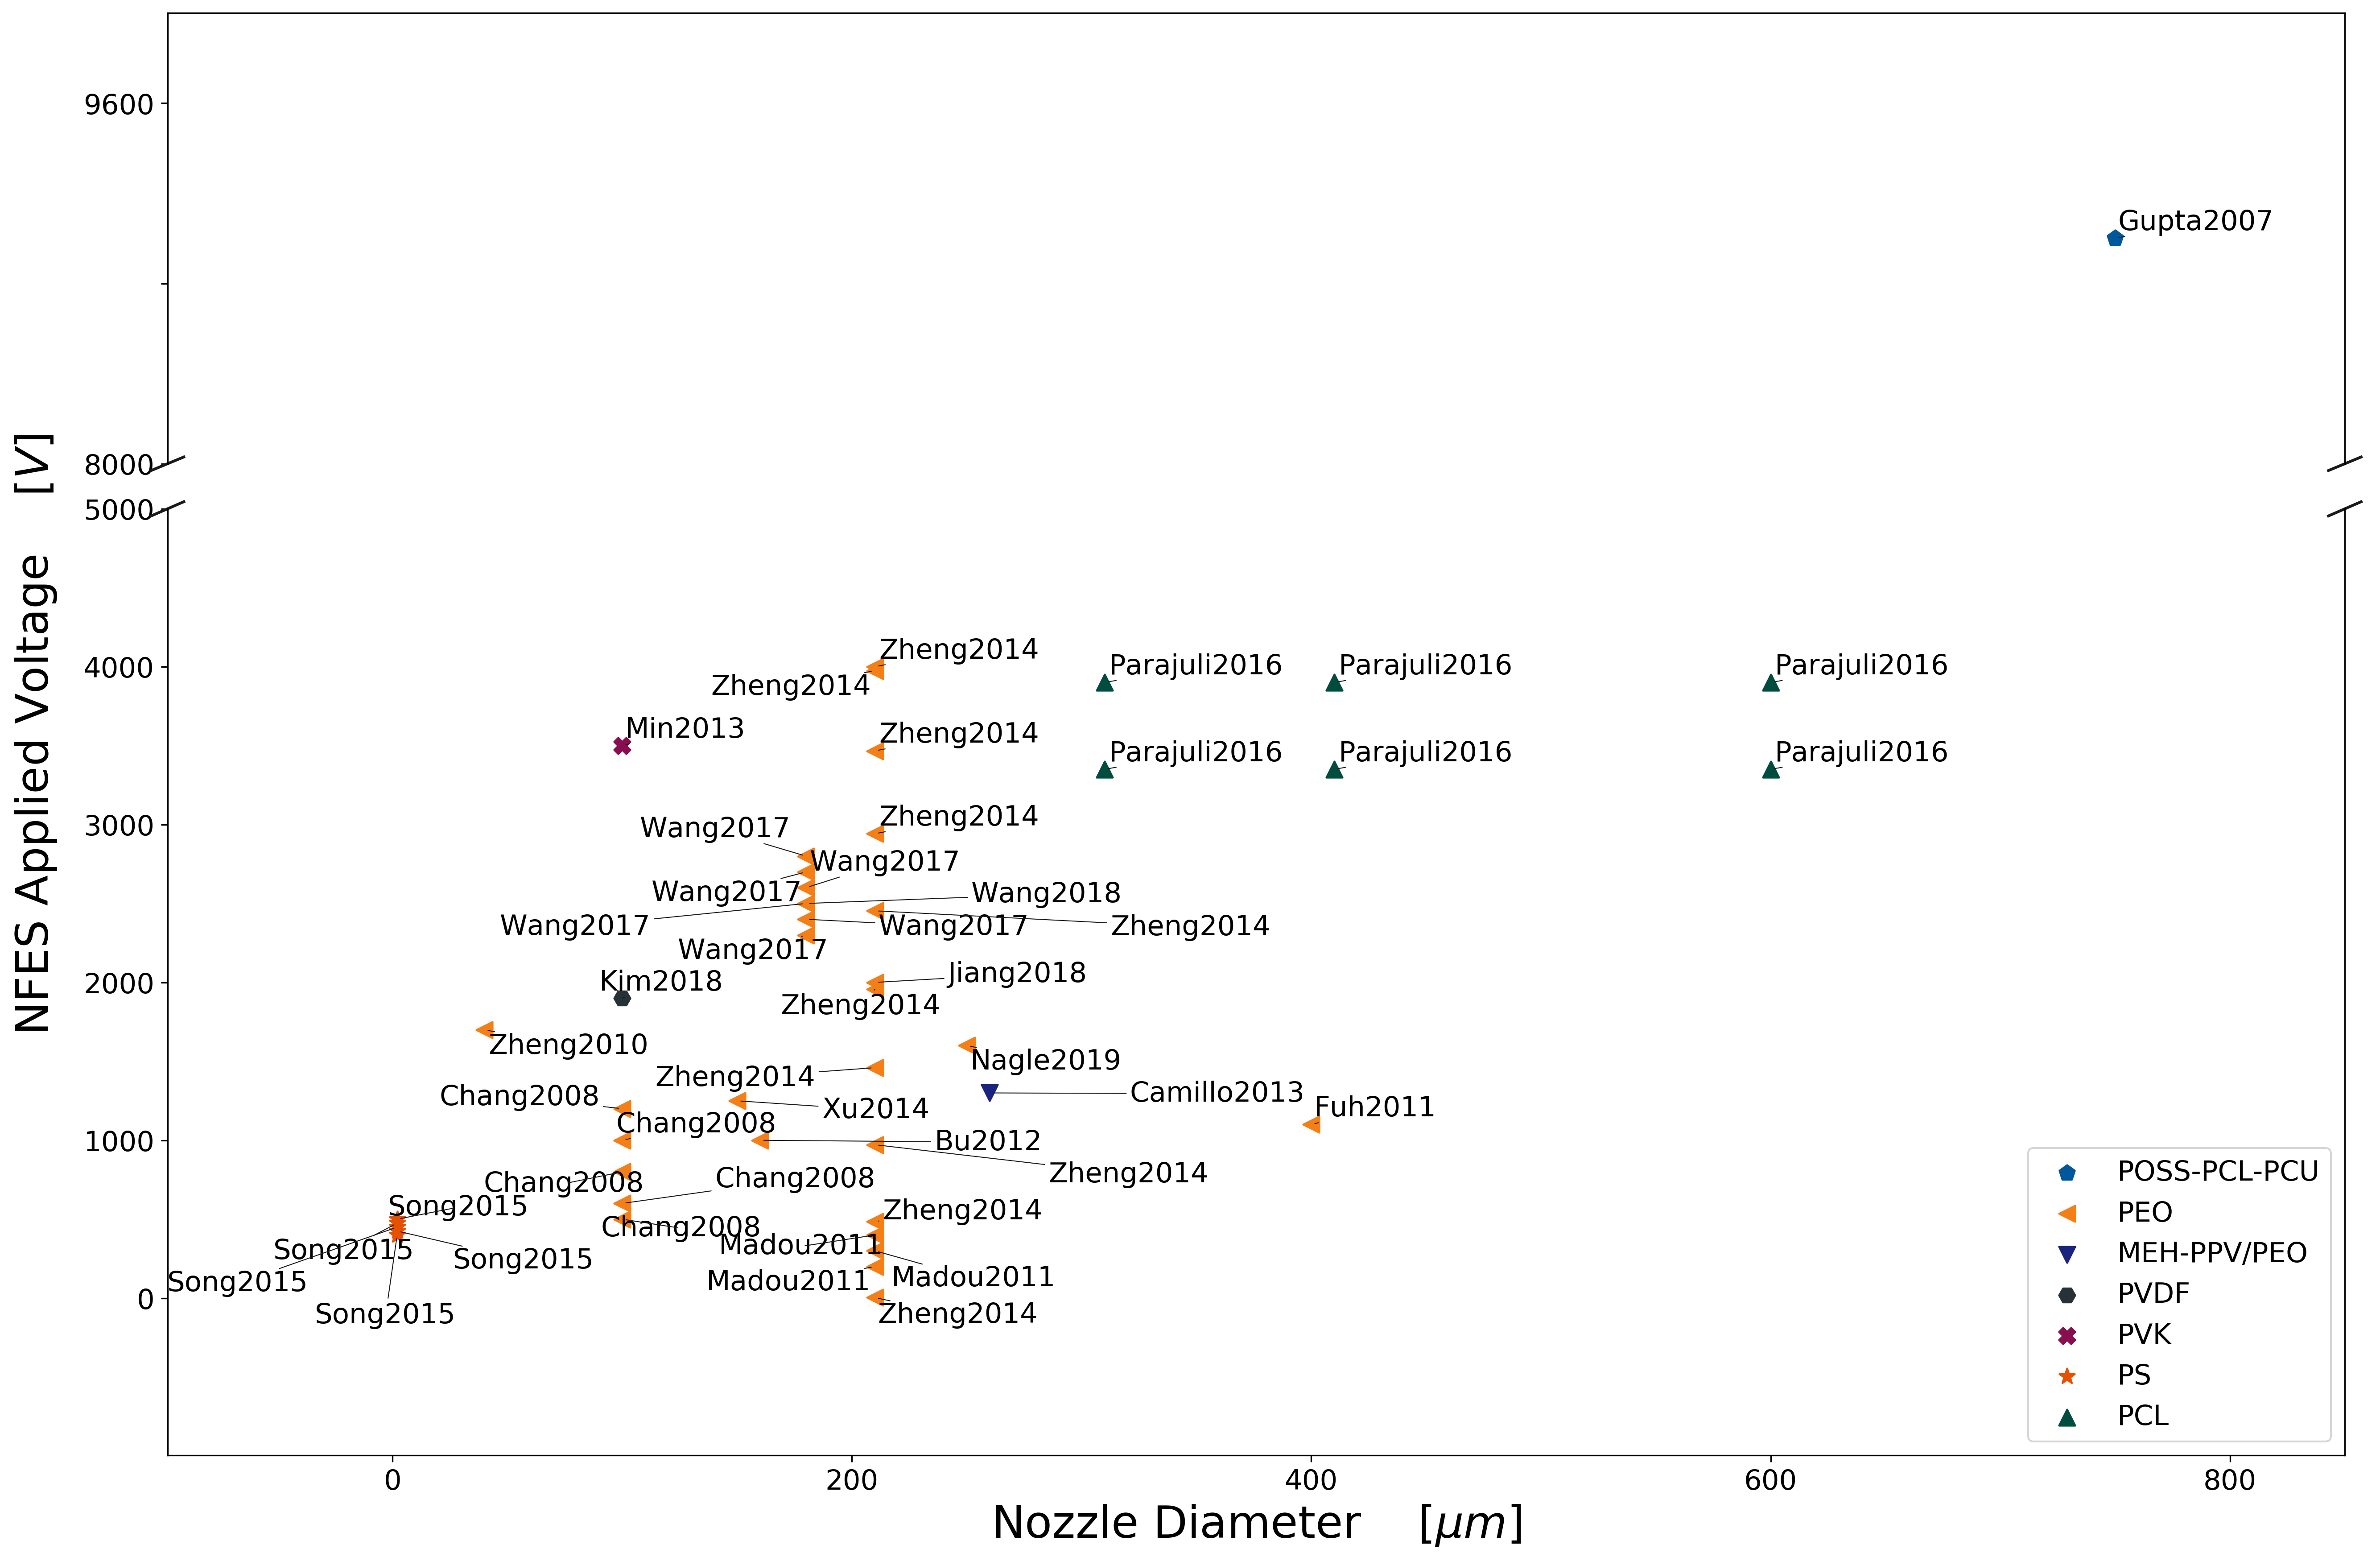 9600
Gupta2007
8000
5000
NFES Applied Voltage [V]
Zheng2014
4000
Parajuli2016
Parajuli2016
Parajuli2016
Zheng2014
Min2013
Zheng2014
Parajuli2016
Parajuli2016
Parajuli2016
3000
Zheng2014
Wang2017
Wang2017
Wang2017
Wang2018
Wang2017
Wang2017
Zheng2014
Wang2017
Kim2018
2000
Jiang2018
Zheng2014
Zheng2010
Nagle2019
Zheng2014
Chang2008
Xu2014
Camillo2013
Fuh2011
Chang2008
1000
Bu2012
Zheng2014
Chang2008
Chang2008
Song2015
Zheng2014
Chang2008
Song2015
Song2015
Madou2011
Song2015
Madou2011
Madou2011
0
Song2015
Zheng2014
POSS-PCL-PCU
PEO
MEH-PPV/PEO
PVDF
PVK
PS
PCL
0
200
400
600
800
Nozzle Diameter [μm]